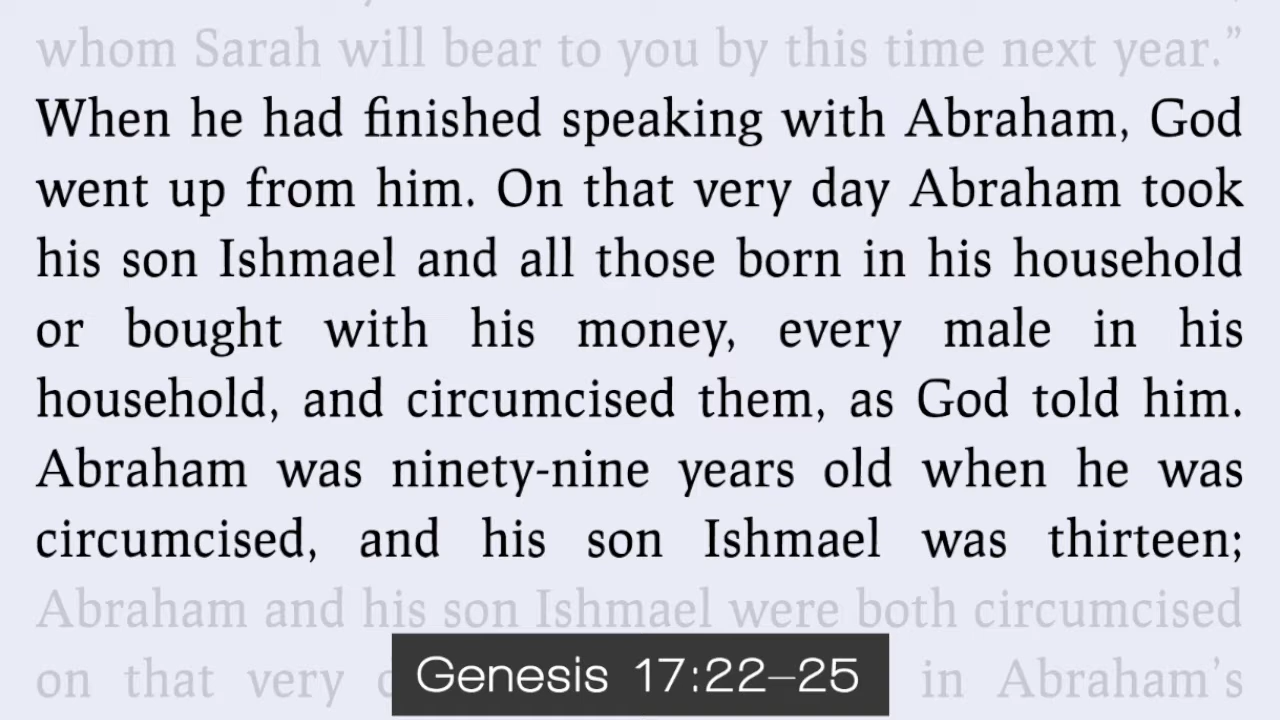 whom Sarah will bear to you by this time next year.”
When he had finished speaking with Abraham, God
went up from him. On that very day Abraham took
his son Ishmael and all those born in his household
or bought with his money, every male in his
household, and circumcised them, as God told him.
Abraham was ninety-nine years old when he was
circumcised, and his son Ishmael was thirteen;
Abraham and his son Ishmael were both circumcised
on that very in Abraham’s
Genesis 17:22–25